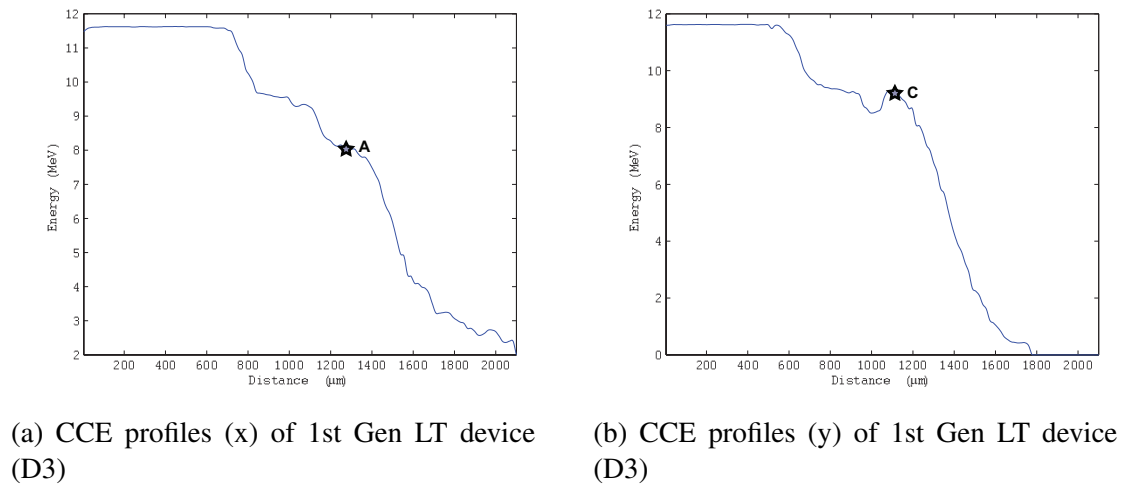 12
11
10
9
8
7
6
5
4
3
2
Energy (MeV)
A
200 400 600 800 1000 1200 1400 1600 1800 2000
Distance (μm)
12
10
8
6
4
2
0
Energy (MeV)
C
200 400 600 800 1000 1200 1400 1600 1800 2000
Distance (μm)
(a) CCE profiles (x) of 1st Gen LT device
(D3)
(b) CCE profiles (y) of 1st Gen LT device
(D3)